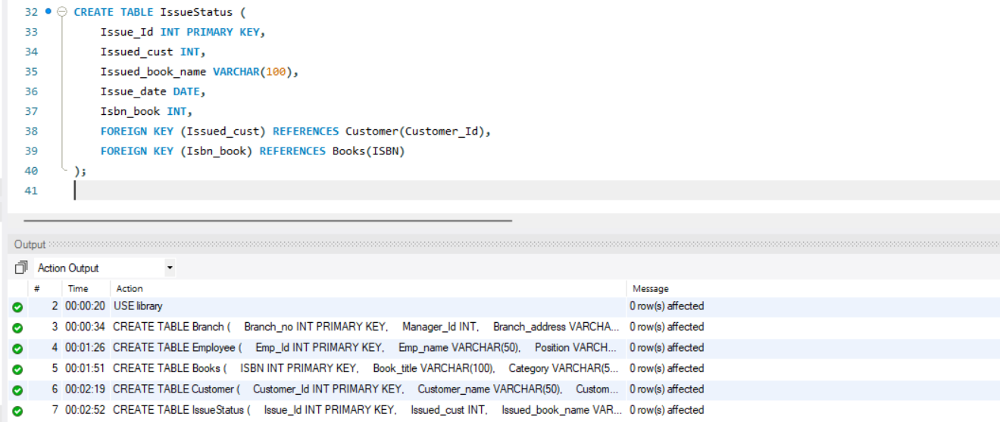 32 CREATE TABLE IssueStatus (
33 Issue_Id INT PRIMARY KEY,
34 Issued_cust INT,
35 Issued_book_name VARCHAR(100),
36 Issue_date DATE,
37 Isbn_book INT,
38 FOREIGN KEY (Issued_cust) REFERENCES Customer(Customer_Id),
39 FOREIGN KEY (Isbn_book) REFERENCES Books(ISBN)
40 );
41
Output
Action Output
# Time Action Message
2 00:00:20 USE library 0 row(s) affected
3 00:00:34 CREATE TABLE Branch ( Branch_no INT PRIMARY KEY, Manager_Id INT, Branch_address VARCHA... 0 row(s) affected
4 00:01:26 CREATE TABLE Employee ( Emp_Id INT PRIMARY KEY, Emp_name VARCHAR(50), Position VARCH... 0 row(s) affected
5 00:01:51 CREATE TABLE Books ( ISBN INT PRIMARY KEY, Book_title VARCHAR(100), Category VARCHAR(5... 0 row(s) affected
6 00:02:19 CREATE TABLE Customer ( Customer_Id INT PRIMARY KEY, Customer_name VARCHAR(50), Custom... 0 row(s) affected
7 00:02:52 CREATE TABLE IssueStatus ( Issue_Id INT PRIMARY KEY, Issued_cust INT, Issued_book_name VAR... 0 row(s) affected